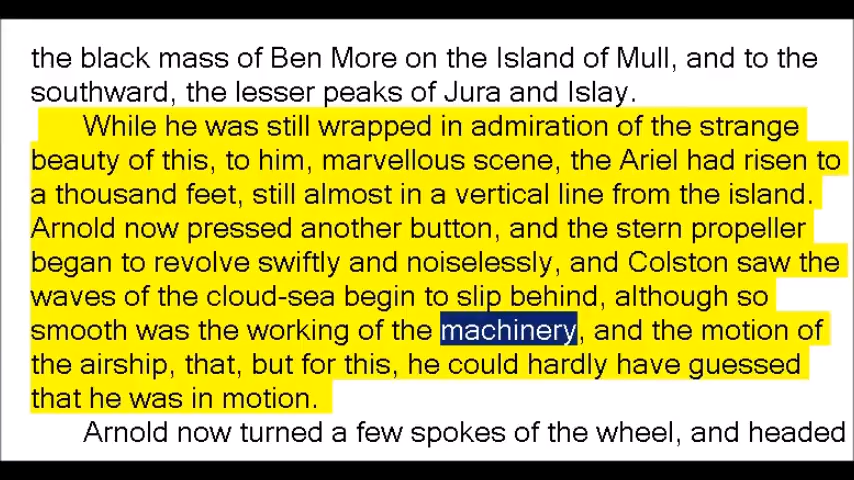 the black mass of Ben More on the Island of Mull, and to the
southward, the lesser peaks of Jura and Islay.
While he was still wrapped in admiration of the strange
beauty of this, to him, marvellous scene, the Ariel had risen to
a thousand feet, still almost in a vertical line from the island.
Arnold now pressed another button, and the stern propeller
began to revolve swiftly and noiselessly, and Colston saw the
waves of the cloud-sea begin to slip behind, although so
smooth was the working of the machinery, and the motion of
the airship, that, but for this, he could hardly have guessed
that he was in motion.
Arnold now turned a few spokes of the wheel, and headed